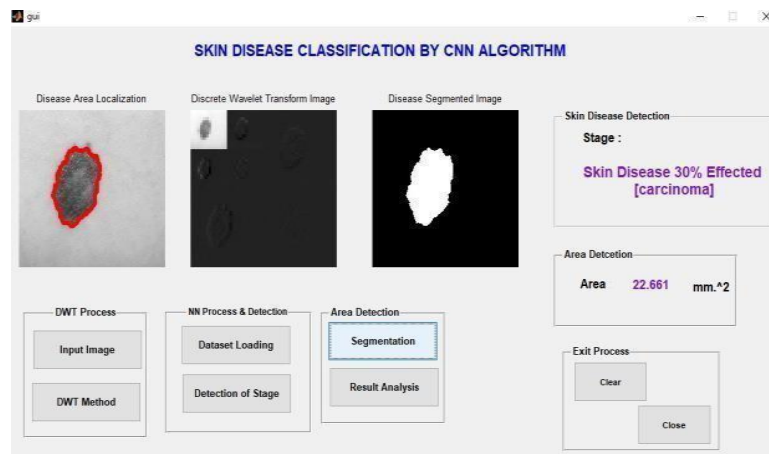 gui
SKIN DISEASE CLASSIFICATION BY CNN ALGORITHM
Disease Area Localization
Discrete Wavelet Transform Image
Disease Segmented Image
Skin Disease Detection
Stage :
Skin Disease 30% Effected
[carcinoma]
Area Detcetion
Area 22.661 mm.^2
DWT Process
Input Image
DWT Method
NN Process & Detection
Dataset Loading
Detection of Stage
Area Detection
Segmentation
Result Analysis
Exit Process
Clear
Close